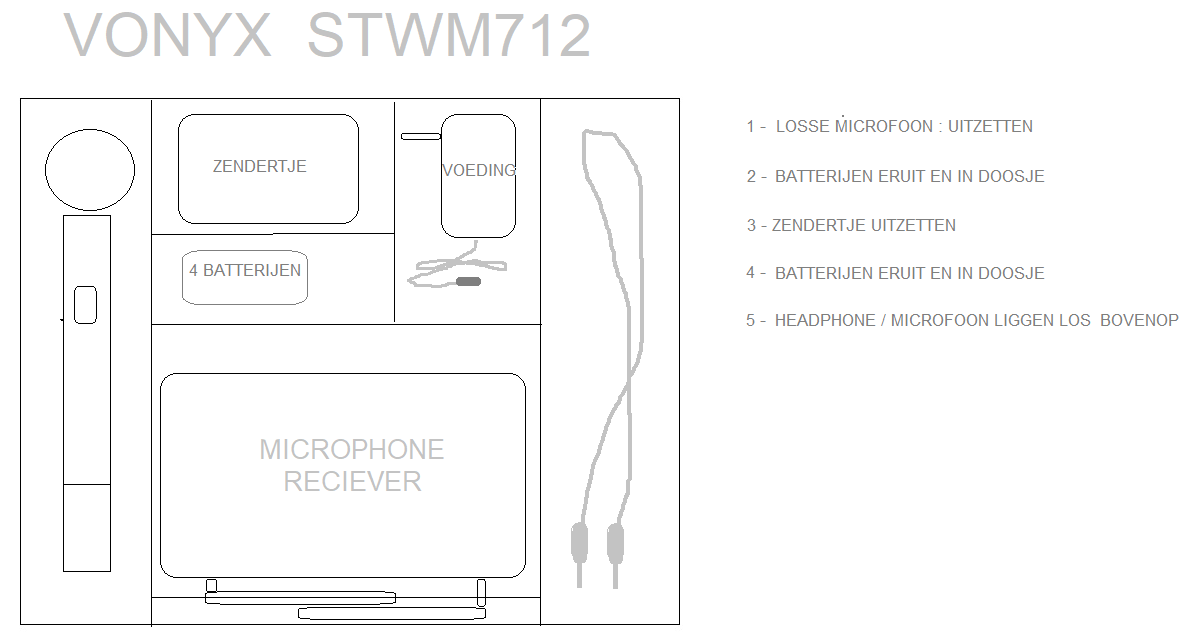 VONYX STWM712
1 - LOSSE MICROFOON : UITZETTEN
ZENDERTJE
VOEDING
2 - BATTERIJEN ERUIT EN IN DOOSJE
3 - ZENDERTJE UITZETTEN
4 BATTERIJEN
4 - BATTERIJEN ERUIT EN IN DOOSJE
5 - HEADPHONE / MICROFOON LIGGEN LOS BOVENOP
MICROPHONE
RECIEVER